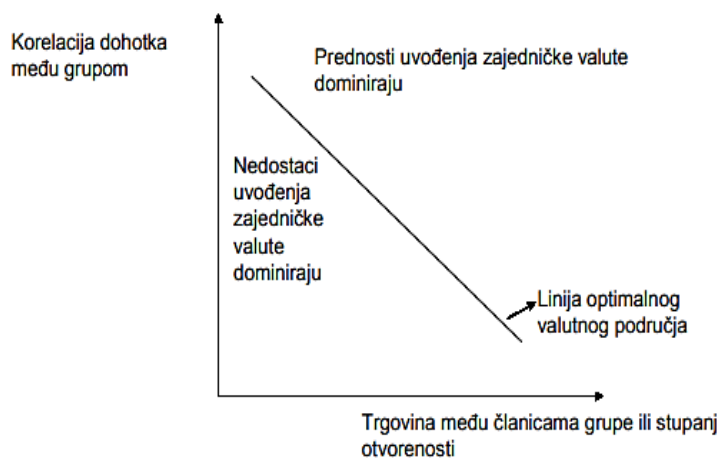 Korelacija dohotka
među grupom
Prednosti uvođenja zajedničke valute
dominiraju
Nedostaci
uvođenja
zajedničke
valute
dominiraju
Linija optimalnog
valutnog područja
Trgovina među članicama grupe ili stupanj
otvorenosti